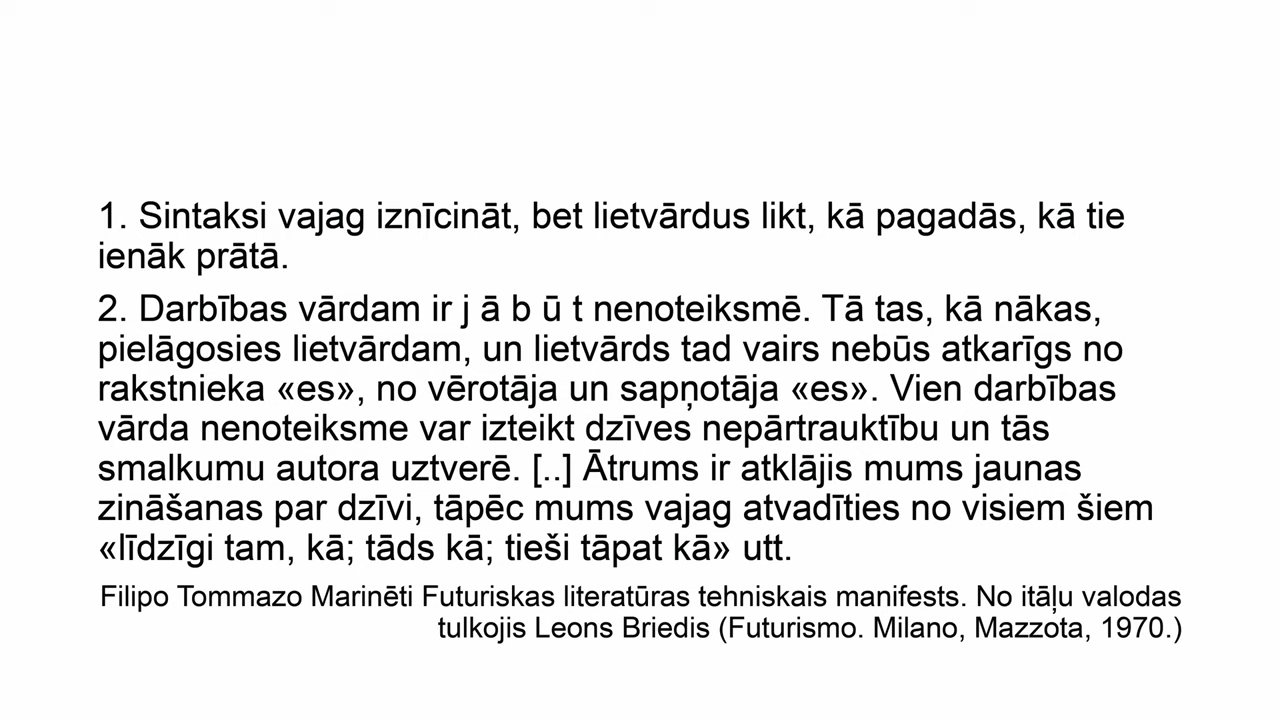 1. Sintaksi vajag iznīcināt, bet lietvārdus likt, kā pagadās, kā tie
ienāk prātā.
2. Darbības vārdam ir j ā b ū t nenoteiksmē. Tā tas, kā nākas,
pielāgosies lietvārdam, un lietvārds tad vairs nebūs atkarīgs no
rakstnieka «es», no vērotāja un sapņotāja «es». Vien darbības
vārda nenoteiksme var izteikt dzīves nepārtrauktību un tās
smalkumu autora uztverē. [..] Ātrums ir atklājis mums jaunas
zināšanas par dzīvi, tāpēc mums vajag atvadīties no visiem šiem
«līdzīgi tam, kā; tāds kā; tieši tāpat kā» utt.
Filipo Tommazo Marinēti Futuriskas literatūras tehniskais manifests. No itāļu valodas
tulkojis Leons Briedis (Futurismo. Milano, Mazzota, 1970.)